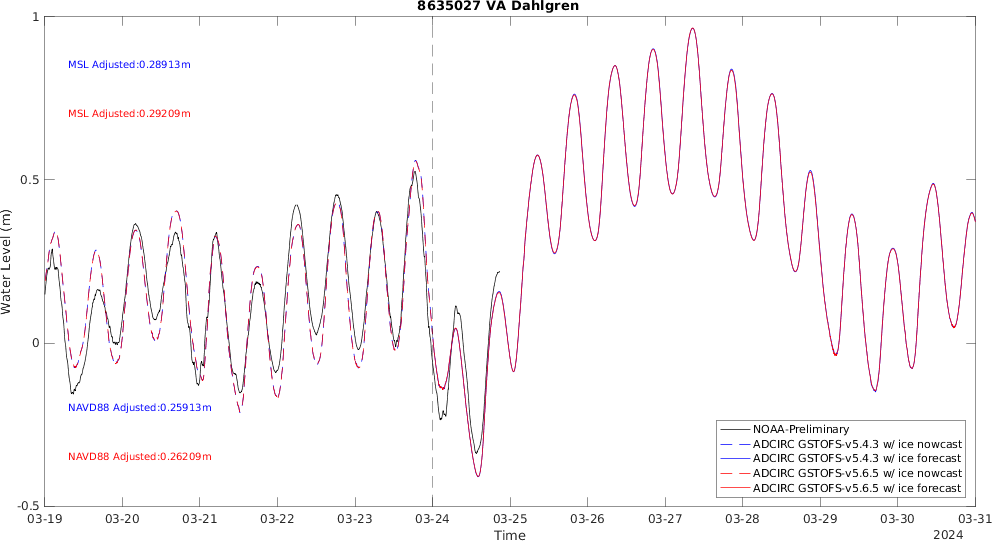 8635027 VA Dahlgren
1
MSL Adjusted:0.28913m
MSL Adjusted:0.29209m
0.5
Water Level (m)
0
NAVD88 Adjusted:0.25913m
NAVD88 Adjusted:0.26209m
NOAA-Preliminary
ADCIRC GSTOFS-v5.4.3 w/ ice nowcast
ADCIRC GSTOFS-v5.4.3 w/ ice forecast
ADCIRC GSTOFS-v5.6.5 w/ ice nowcast
ADCIRC GSTOFS-v5.6.5 w/ ice forecast
-0.5
03-19 03-20 03-21 03-22 03-23 03-24 03-25 03-26 03-27 03-28 03-29 03-30 03-31
Time
2024